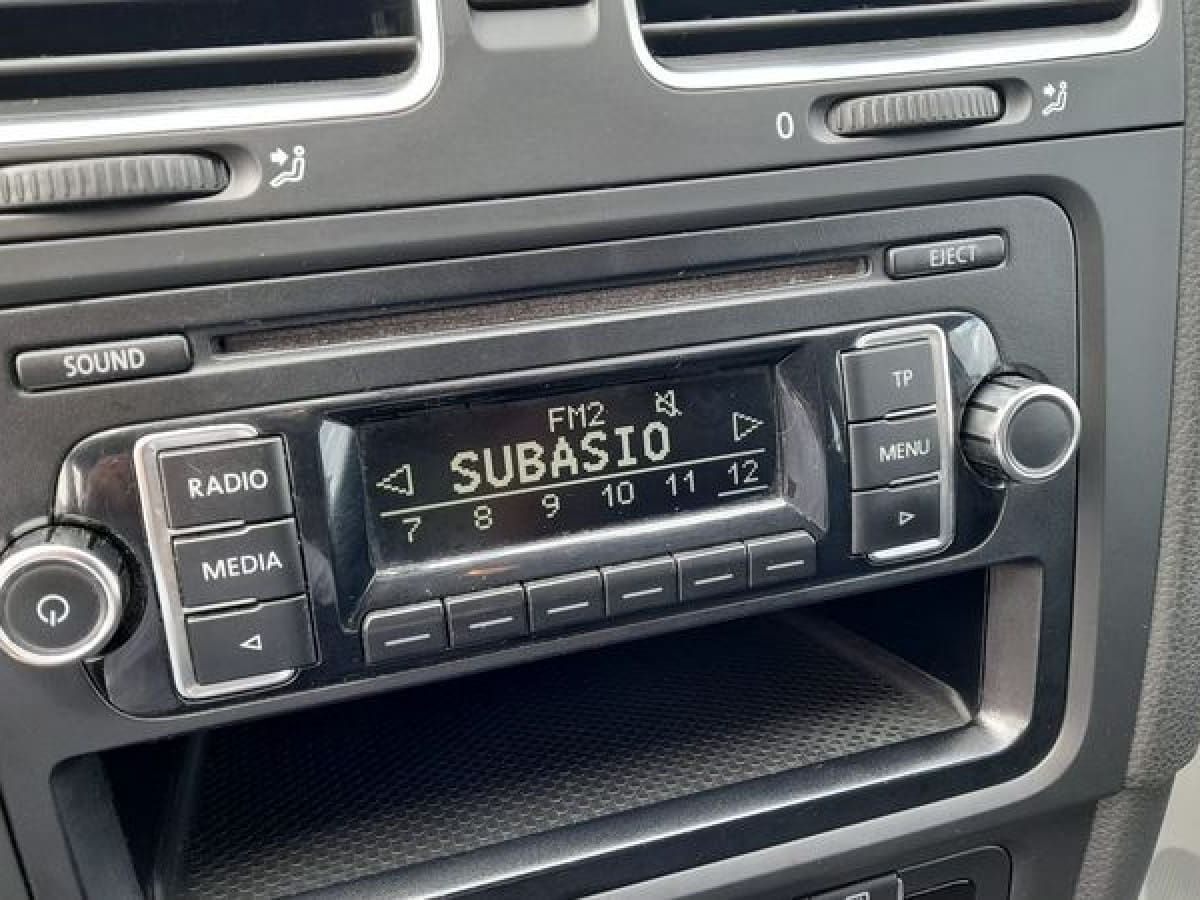 0
EJECT
SOUND
TP
FM2
SUBASIO
MENU
RADIO
7 8 9 10 11 12
MEDIA